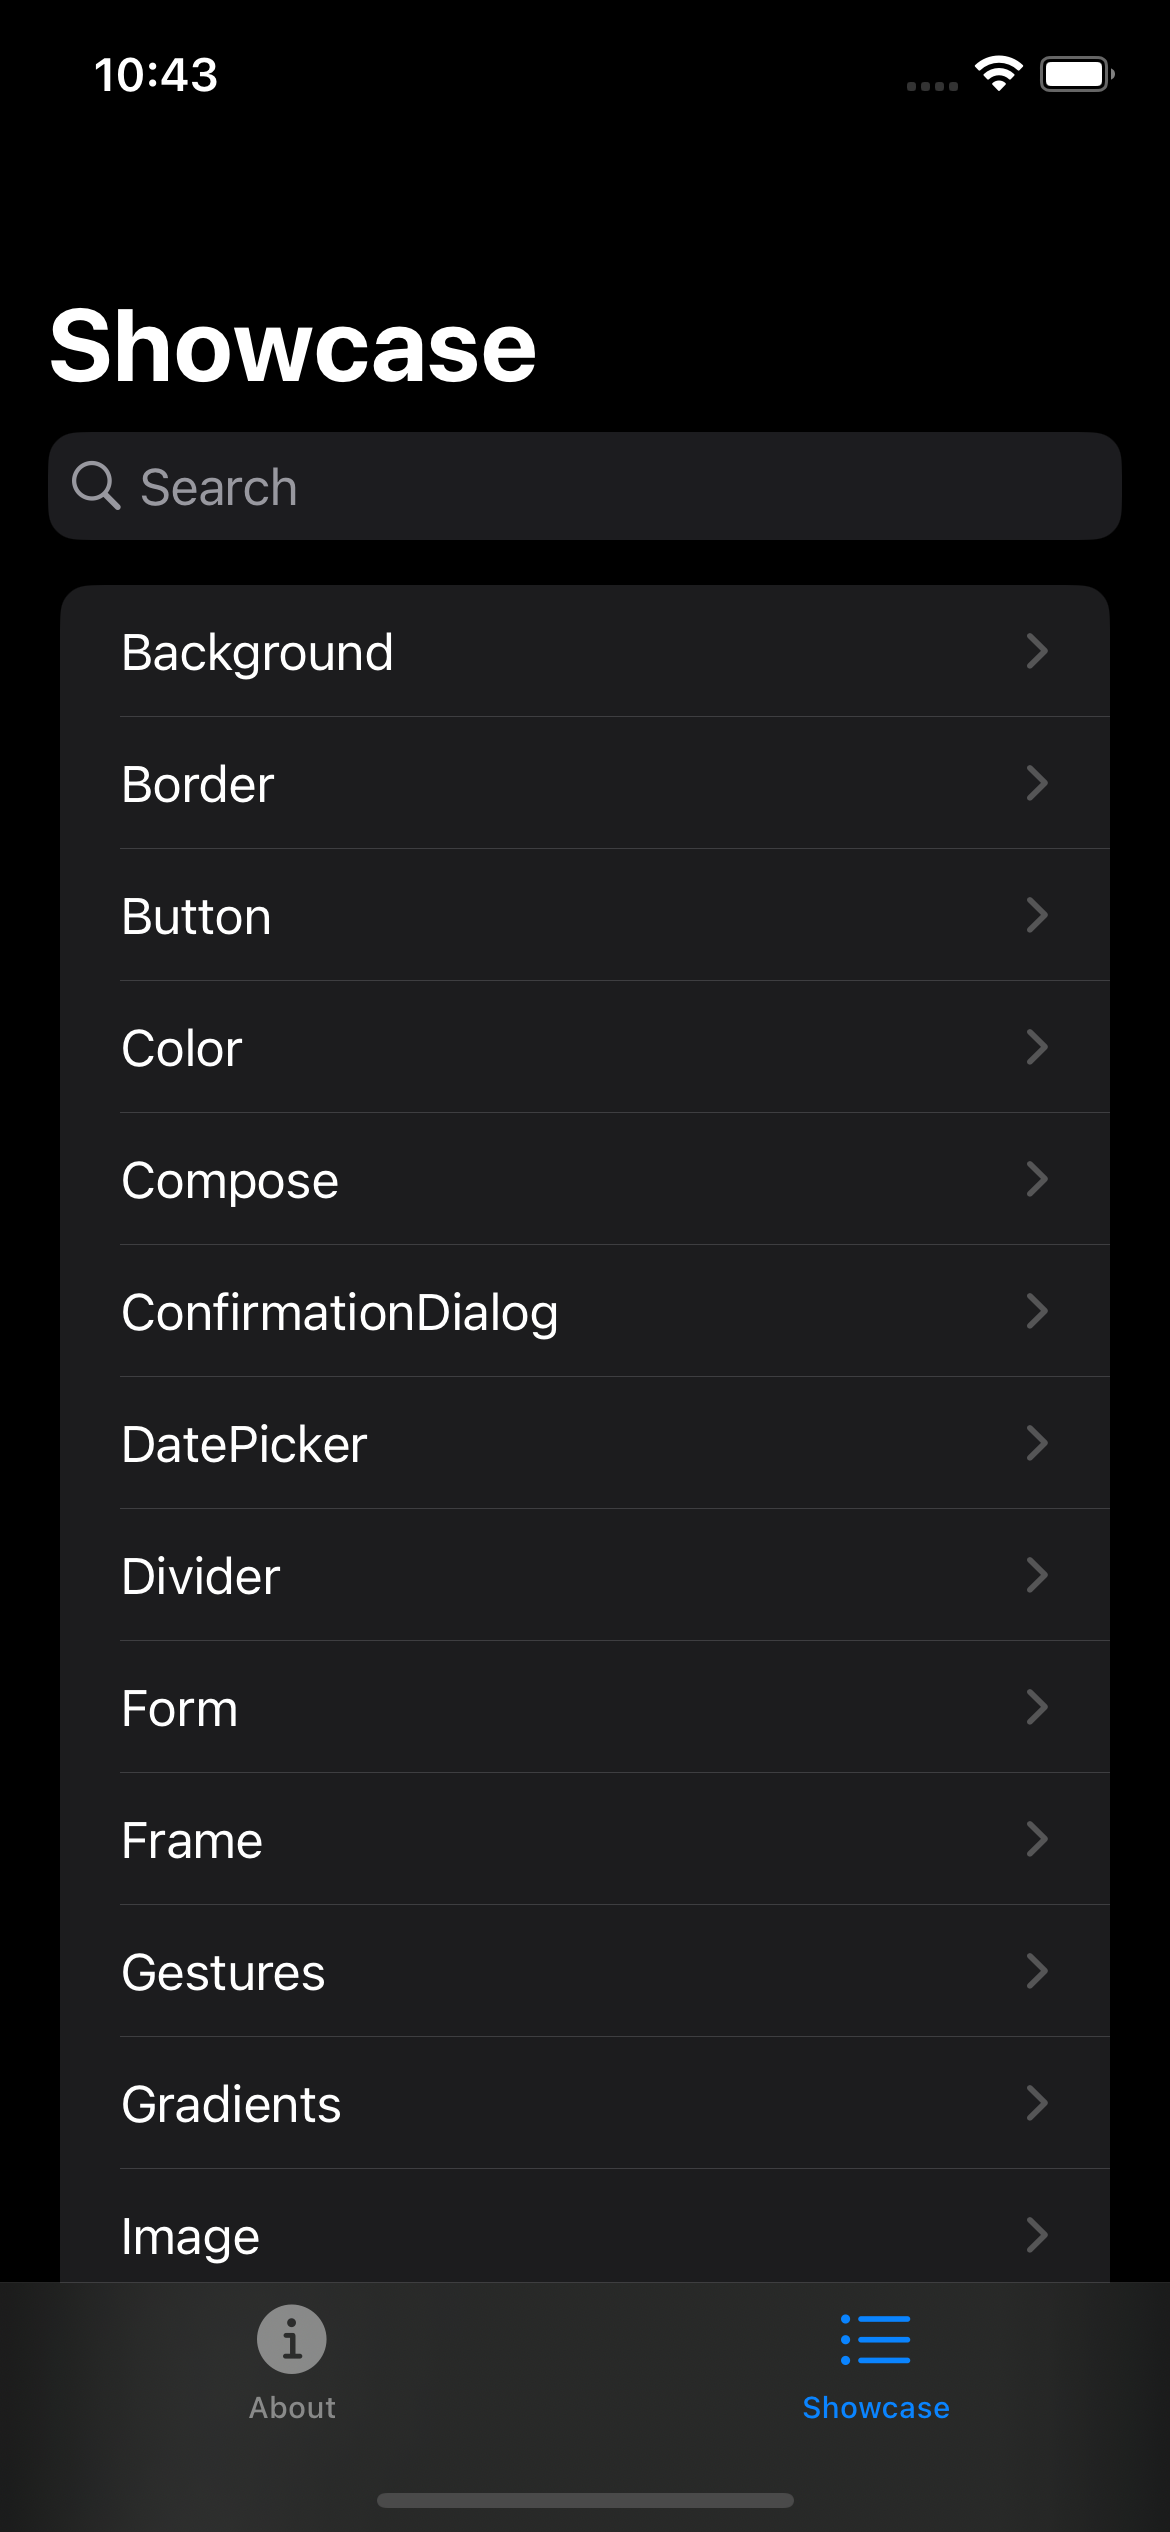 10:43
Showcase
Search
Background
Border
Button
Color
Compose
ConfirmationDialog
DatePicker
Divider
Form
Frame
Gestures
Gradients
Image
About
Showcase